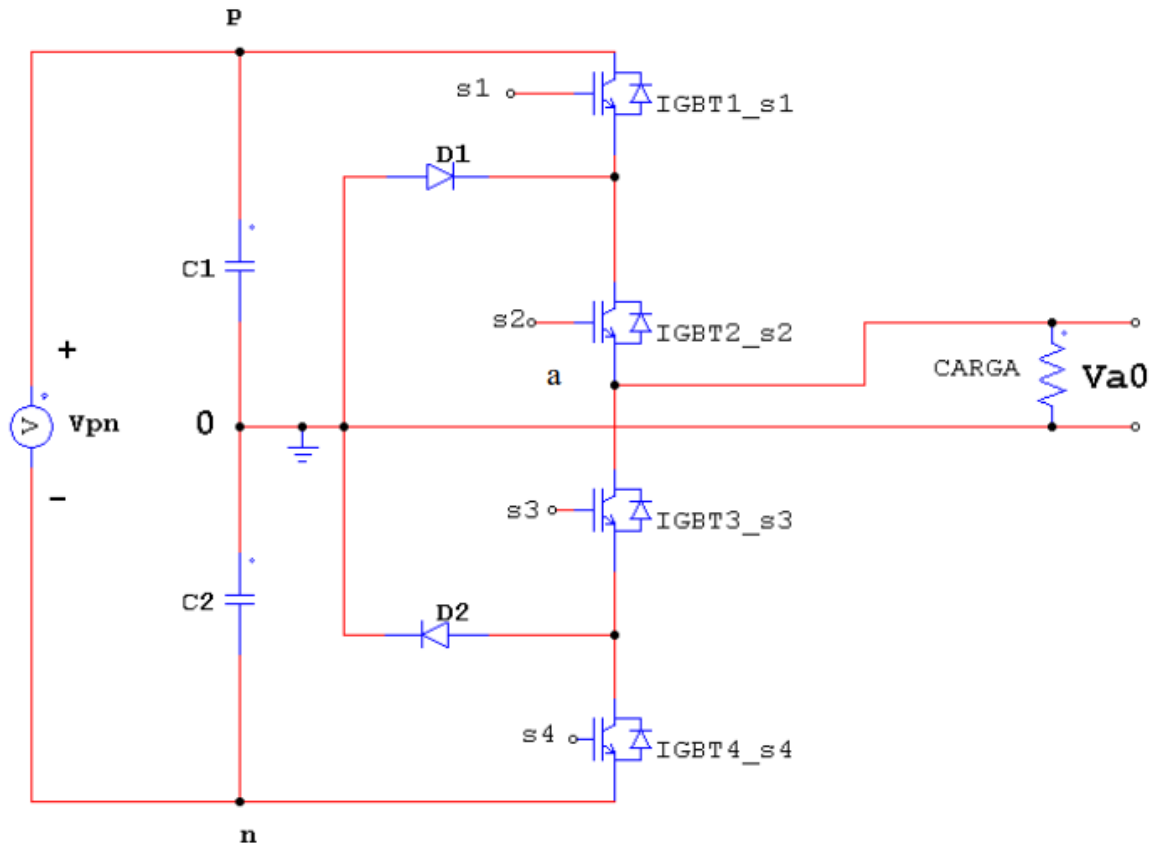 P
s1
IGBT1_s1
D1
C1
s2
IGBT2_s2
a
CARGA
Va0
+
V
Vpn
0
-
s3
IGBT3_s3
C2
D2
s4
IGBT4_s4
n